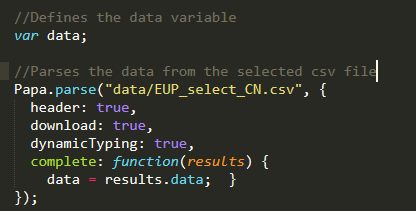 //Defines the data variable
var data;
//Parses the data from the selected csv file
Papa.parse("data/EUP_select_CN.csv", {
  header: true,
  download: true,
  dynamicTyping: true,
  complete: function(results) {
    data = results.data;  }
});